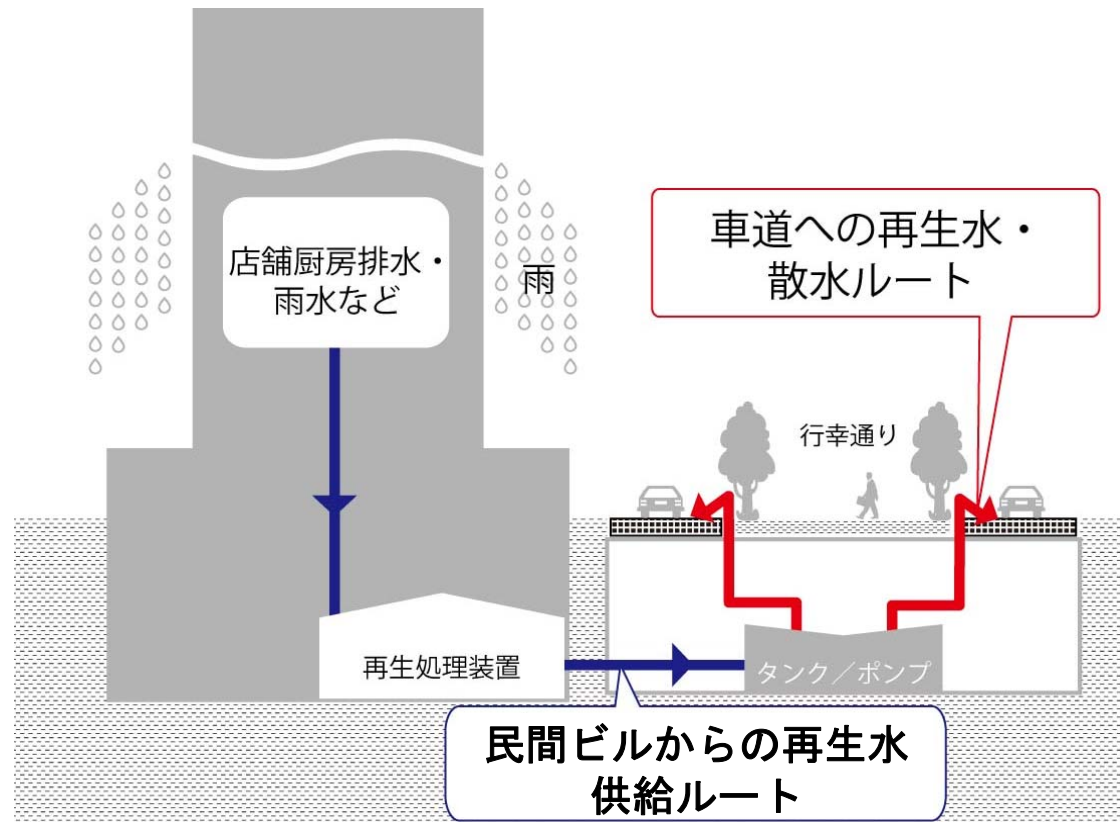 店舗厨房排水・
雨水など
雨
車道への再生水・
散水ルート
行幸通り
再生処理装置
タンク／ポンプ
民間ビルからの再生水
供給ルート